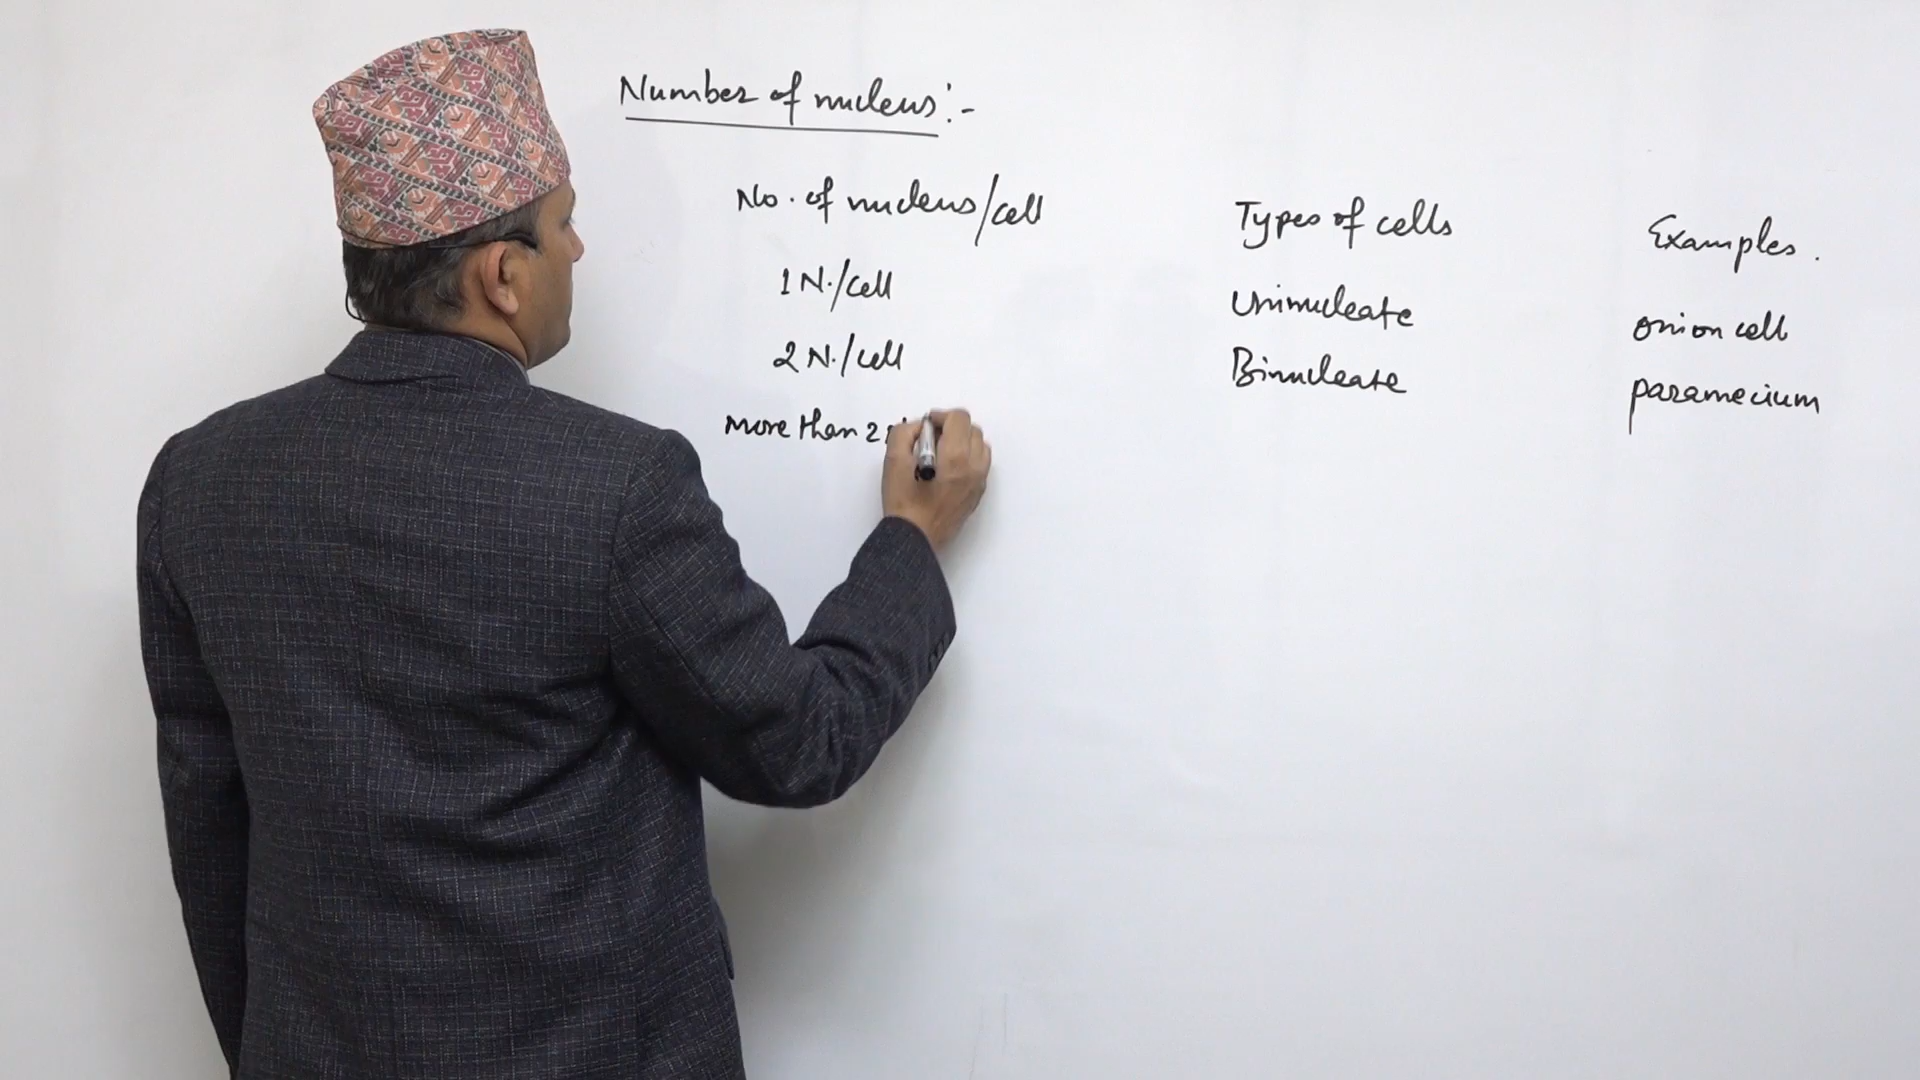 Number of nucleus:-
No. of nucleus/cell Types of cells Examples.
1 N./cell Uninucleate onion cell
2 N./cell Binucleate paramecium
More than 2